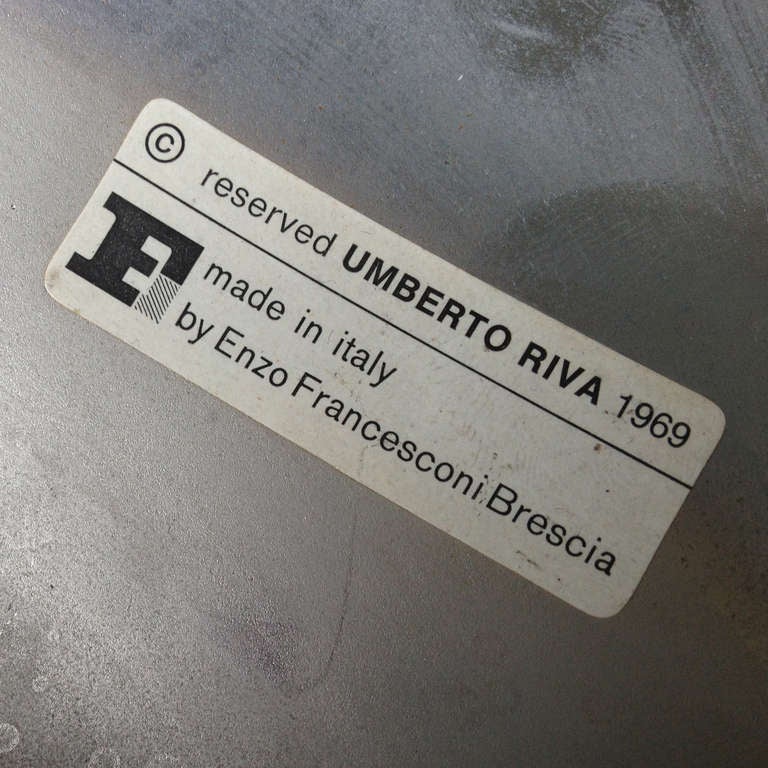 © reserved UMBERTO RIVA 1969
F
made in italy
by Enzo Francesconi Brescia